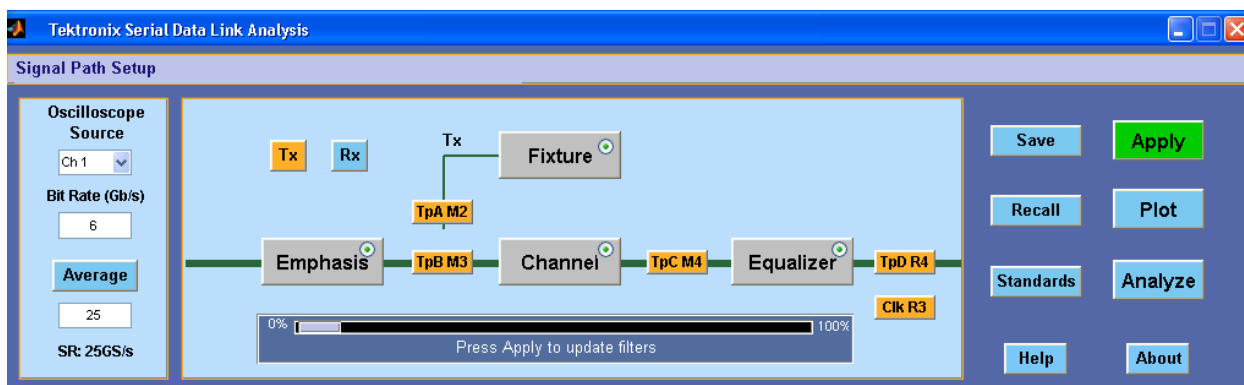 Tektronix Serial Data Link Analysis
Signal Path Setup
Oscilloscope
Source
Ch 1
Bit Rate (Gb/s)
6
Average
25
SR: 25GS/s
Tx
Rx
Tx
Fixture
TpA M2
Emphasis
TpB M3
Channel
TpC M4
Equalizer
TpD R4
Clk R3
0%
100%
Press Apply to update filters
Save
Apply
Recall
Plot
Standards
Analyze
Help
About